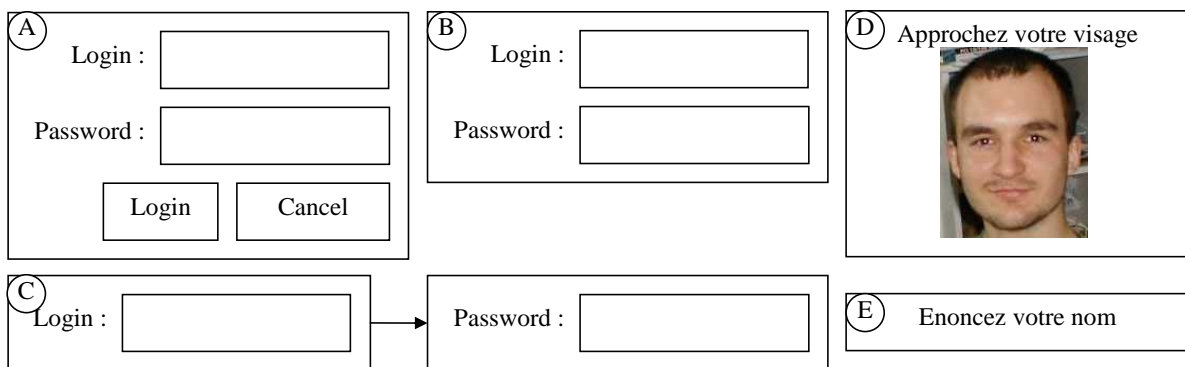 A
Login :
Password :
Login
Cancel
B
Login :
Password :
D
Approchez votre visage
C
Login :
Password :
E
Enoncez votre nom